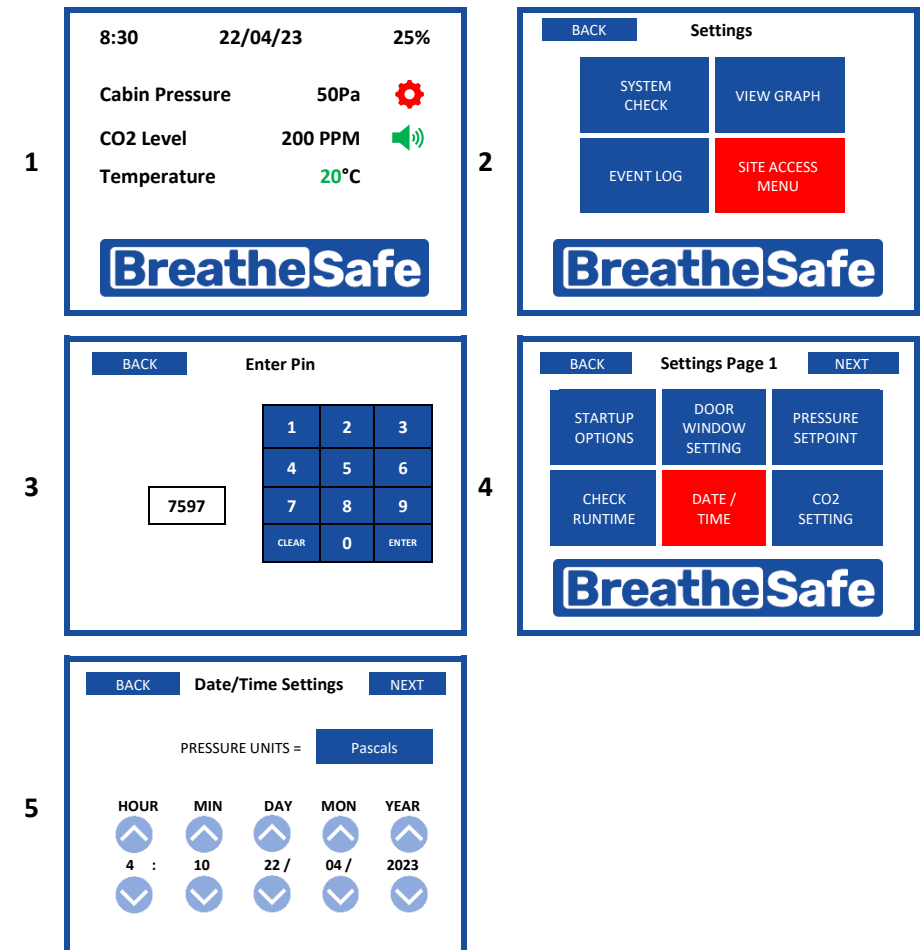 1
8:30 22/04/23 25%
Cabin Pressure 50Pa
CO2 Level 200 PPM
Temperature 20°C
BreatheSafe
2
BACK Settings
SYSTEM
CHECK
VIEW GRAPH
EVENT LOG
SITE ACCESS
MENU
BreatheSafe
3
BACK Enter Pin
7597
1 2 3
4 5 6
7 8 9
CLEAR 0 ENTER
4
BACK Settings Page 1 NEXT
STARTUP
OPTIONS
DOOR
WINDOW
SETTING
PRESSURE
SETPOINT
CHECK
RUNTIME
DATE /
TIME
CO2
SETTING
BreatheSafe
5
BACK Date/Time Settings NEXT
PRESSURE UNITS = Pascals
HOUR MIN DAY MON YEAR
4 : 10 22 / 04 / 2023